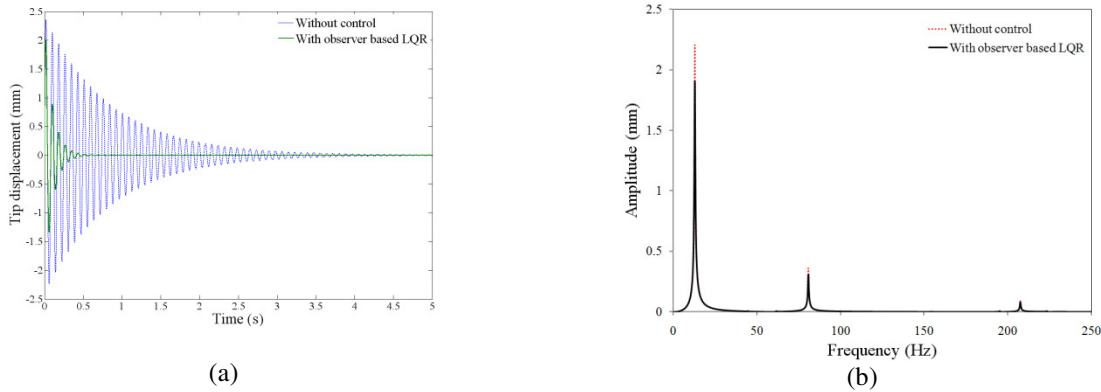 Without control
With observer based LQR
Tip displacement (mm)
2.5
2
1.5
1
0.5
0
-0.5
-1
-1.5
-2
-2.5
0 0.5 1 1.5 2 2.5 3 3.5 4 4.5 5
Time (s)
(a)
Without control
With observer based LQR
Amplitude (mm)
2.5
2
1.5
1
0.5
0
0 50 100 150 200 250
Frequency (Hz)
(b)